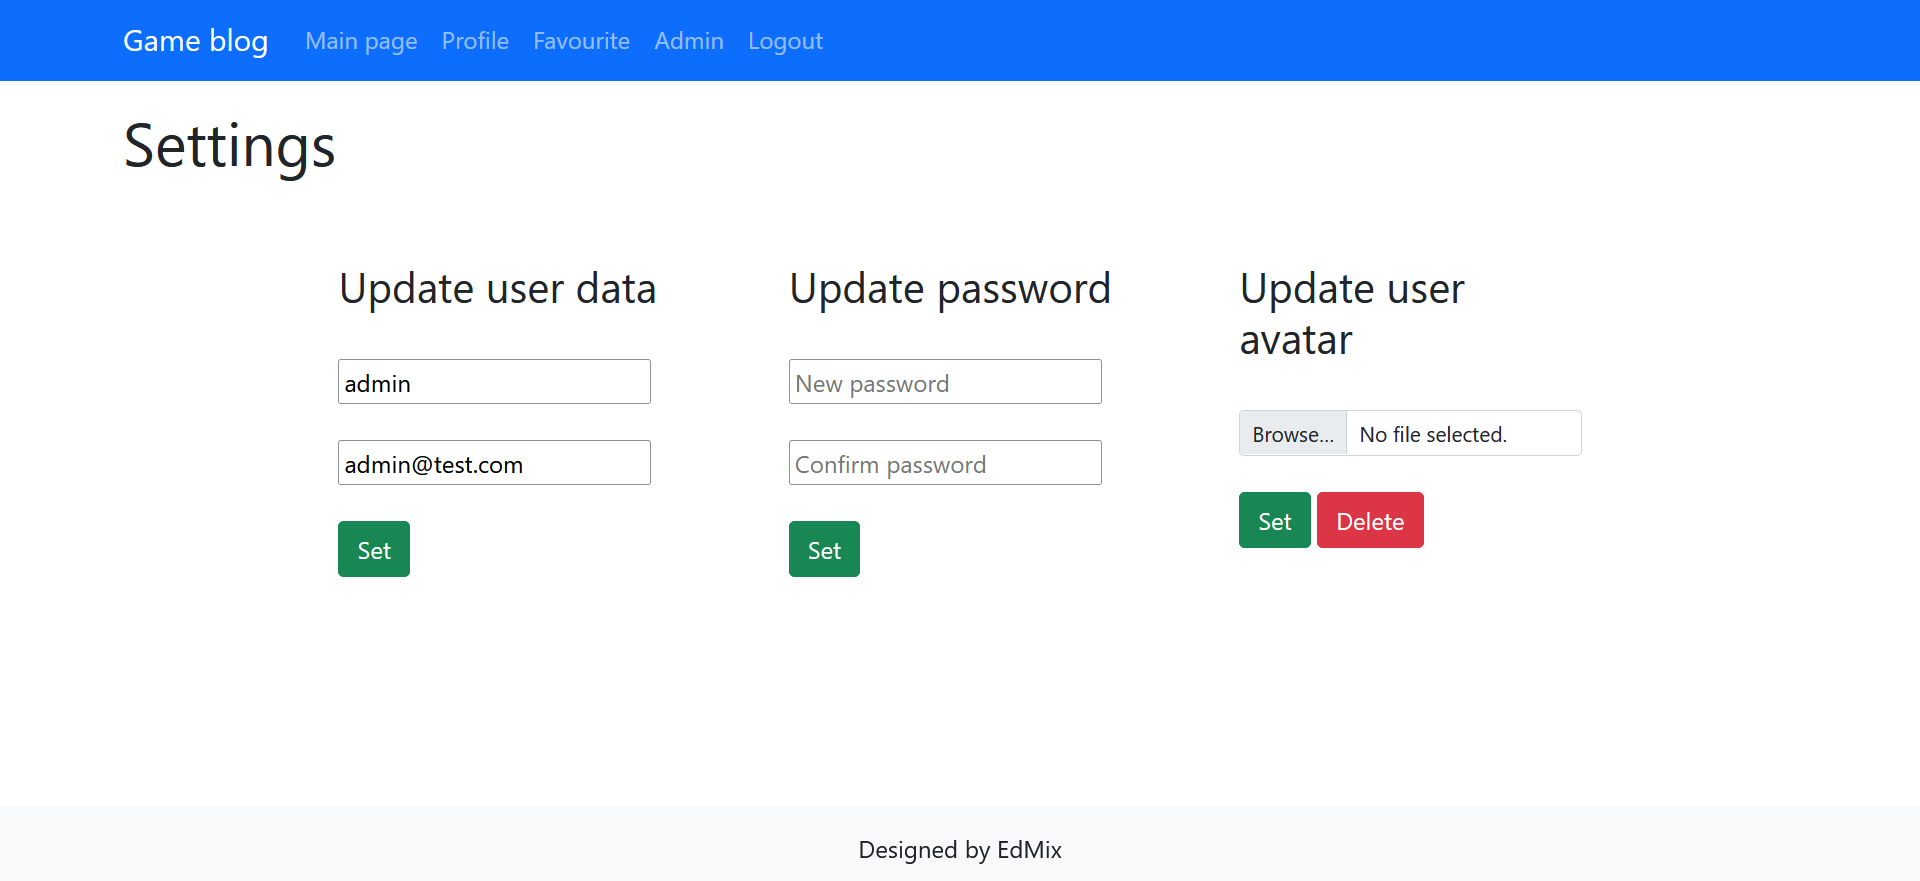 Game blog Main page Profile Favourite Admin Logout
Settings
Update user data
admin
admin@test.com
Set
Update password
New password
Confirm password
Set
Update user
avatar
Browse... No file selected.
Set Delete
Designed by EdMix